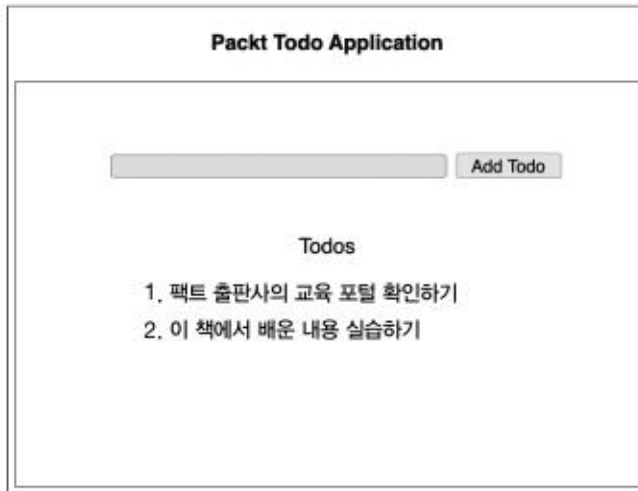 Packt Todo Application
Add Todo
Todos
1. 팩트 출판사의 교육 포털 확인하기
2. 이 책에서 배운 내용 실습하기